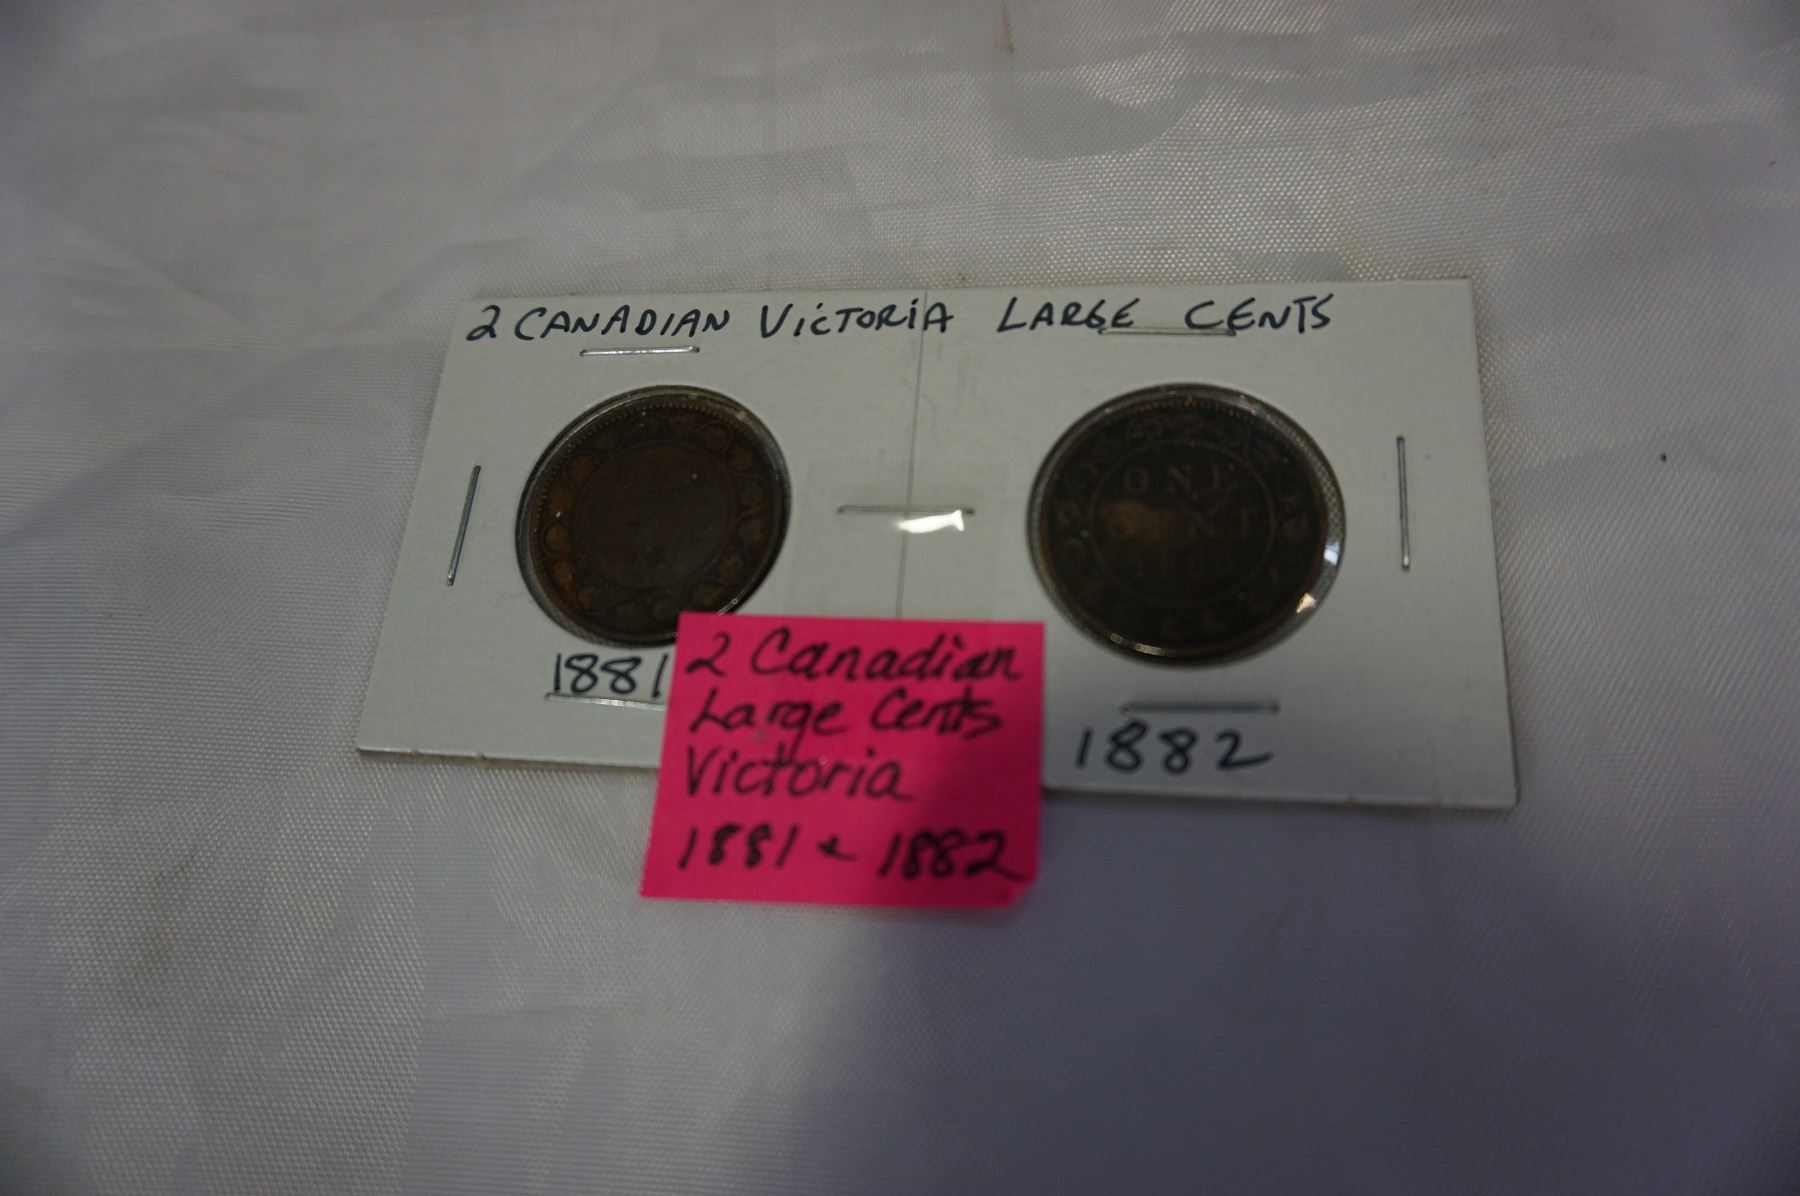 2 CANADIAN VICTORIA LARGE CENTS
ONE
CENT
1881
1882
2 Canadian
Large Cents
Victoria
1881 & 1882